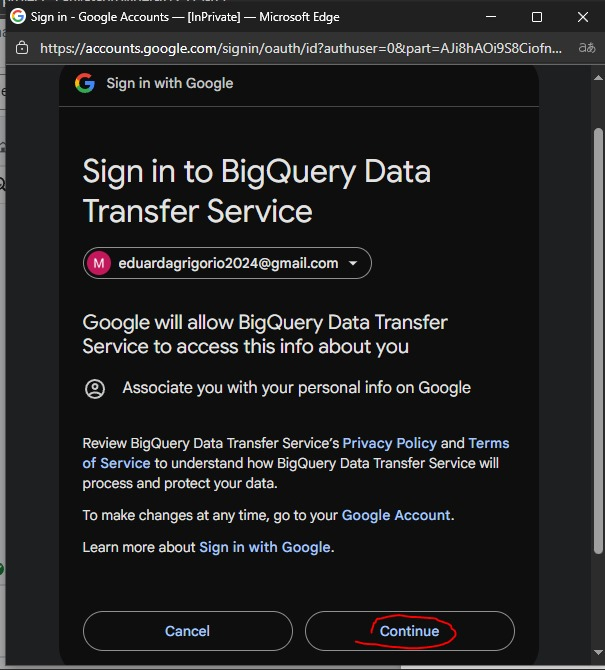 Sign in - Google Accounts — [InPrivate] — Microsoft Edge
https://accounts.google.com/signin/oauth/id?authuser=0&part=AJi8hAOi9S8Ciofn...
Sign in with Google
Sign in to BigQuery Data
Transfer Service
M eduardagrigorio2024@gmail.com
Google will allow BigQuery Data Transfer
Service to access this info about you
Associate you with your personal info on Google
Review BigQuery Data Transfer Service's Privacy Policy and Terms
of Service to understand how BigQuery Data Transfer Service will
process and protect your data.
To make changes at any time, go to your Google Account.
Learn more about Sign in with Google.
Cancel Continue